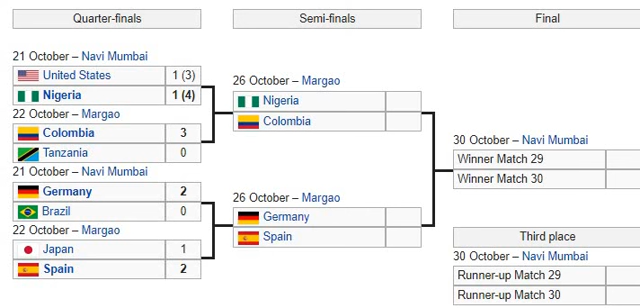 Quarter-finals
Semi-finals
Final
21 October – Navi Mumbai
United States 1 (3)
Nigeria 1 (4)
22 October – Margao
Colombia 3
Tanzania 0
21 October – Navi Mumbai
Germany 2
Brazil 0
22 October – Margao
Japan 1
Spain 2
26 October – Margao
Nigeria
Colombia
26 October – Margao
Germany
Spain
30 October – Navi Mumbai
Winner Match 29
Winner Match 30
Third place
30 October – Navi Mumbai
Runner-up Match 29
Runner-up Match 30